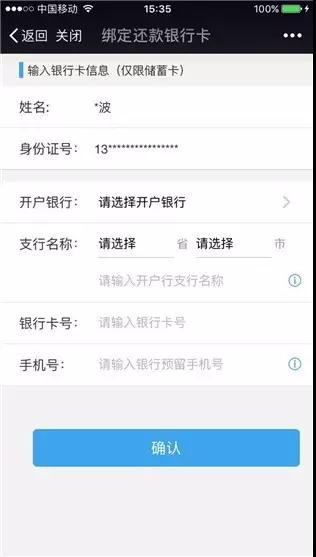 中国移动 15:35 100%
返回 关闭 绑定还款银行卡
输入银行卡信息（仅限储蓄卡）
姓名: *波
身份证号: 13****************
开户银行: 请选择开户银行
支行名称: 请选择 省 请选择 市
请输入开户行支行名称
银行卡号: 请输入银行卡号
手机号: 请输入银行预留手机号
确认